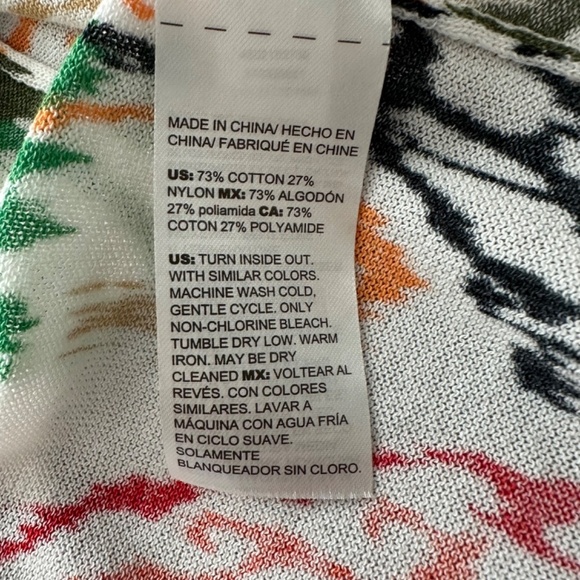 MADE IN CHINA/ HECHO EN
CHINA/ FABRIQUÉ EN CHINE
US: 73% COTTON 27%
NYLON MX: 73% ALGODÓN
27% poliamida CA: 73%
COTON 27% POLYAMIDE
US: TURN INSIDE OUT.
WITH SIMILAR COLORS.
MACHINE WASH COLD,
GENTLE CYCLE. ONLY
NON-CHLORINE BLEACH.
TUMBLE DRY LOW. WARM
IRON. MAY BE DRY
CLEANED MX: VOLTEAR AL
REVÉS. CON COLORES
SIMILARES. LAVAR A
MÁQUINA CON AGUA FRÍA
EN CICLO SUAVE.
SOLAMENTE
BLANQUEADOR SIN CLORO.